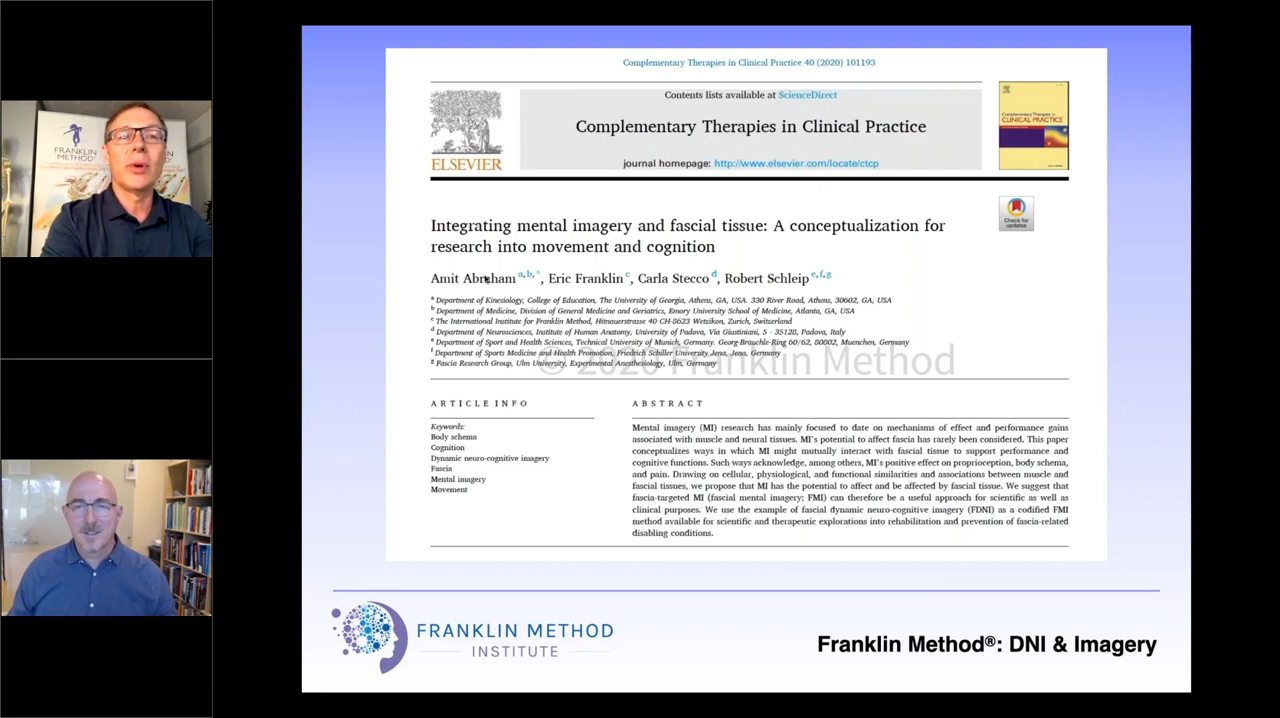 FRANKLIN
METHOD®
Complementary Therapies in Clinical Practice 40 (2020) 101193
Contents lists available at ScienceDirect
Complementary Therapies in Clinical Practice
journal homepage: http://www.elsevier.com/locate/ctcp
ELSEVIER
CLINICAL PRACTICE
Check for
updates
Integrating mental imagery and fascial tissue: A conceptualization for
research into movement and cognition
Amit Abraham a,b,*, Eric Franklin c, Carla Stecco d, Robert Schleip e,f,g
a Department of Kinesiology, College of Education, The University of Georgia, Athens, GA, USA. 330 River Road, Athens, 30602, GA, USA
b Department of Medicine, Division of General Medicine and Geriatrics, Emory University School of Medicine, Atlanta, GA, USA
c The International Institute for Franklin Method, Hitnauerstrasse 40 CH-8623 Wetzikon, Zurich, Switzerland
d Department of Neurosciences, Institute of Human Anatomy, University of Padova, Via Giustiniani, 5 - 35128, Padova, Italy
e Department of Sport and Health Sciences, Technical University of Munich, Germany. Georg-Brauchle-Ring 60/62, 80802, Muenchen, Germany
f Department of Sports Medicine and Health Promotion, Friedrich Schiller University Jena, Jena, Germany
g Fascia Research Group, Ulm University, Experimental Anesthesiology, Ulm, Germany
© 2020 Franklin Method
ARTICLE INFO
Keywords:
Body schema
Cognition
Dynamic neuro-cognitive imagery
Fascia
Mental imagery
Movement
ABSTRACT
Mental imagery (MI) research has mainly focused to date on mechanisms of effect and performance gains
associated with muscle and neural tissues. MI's potential to affect fascia has rarely been considered. This paper
conceptualizes ways in which MI might mutually interact with fascial tissue to support performance and
cognitive functions. Such ways acknowledge, among others, MI's positive effect on proprioception, body schema,
and pain. Drawing on cellular, physiological, and functional similarities and associations between muscle and
fascial tissues, we propose that MI has the potential to affect and be affected by fascial tissue. We suggest that
fascia-targeted MI (fascial mental imagery; FMI) can therefore be a useful approach for scientific as well as
clinical purposes. We use the example of fascial dynamic neuro-cognitive imagery (FDNI) as a codified FMI
method available for scientific and therapeutic explorations into rehabilitation and prevention of fascia-related
disabling conditions.
FRANKLIN METHOD
INSTITUTE
Franklin Method®: DNI & Imagery